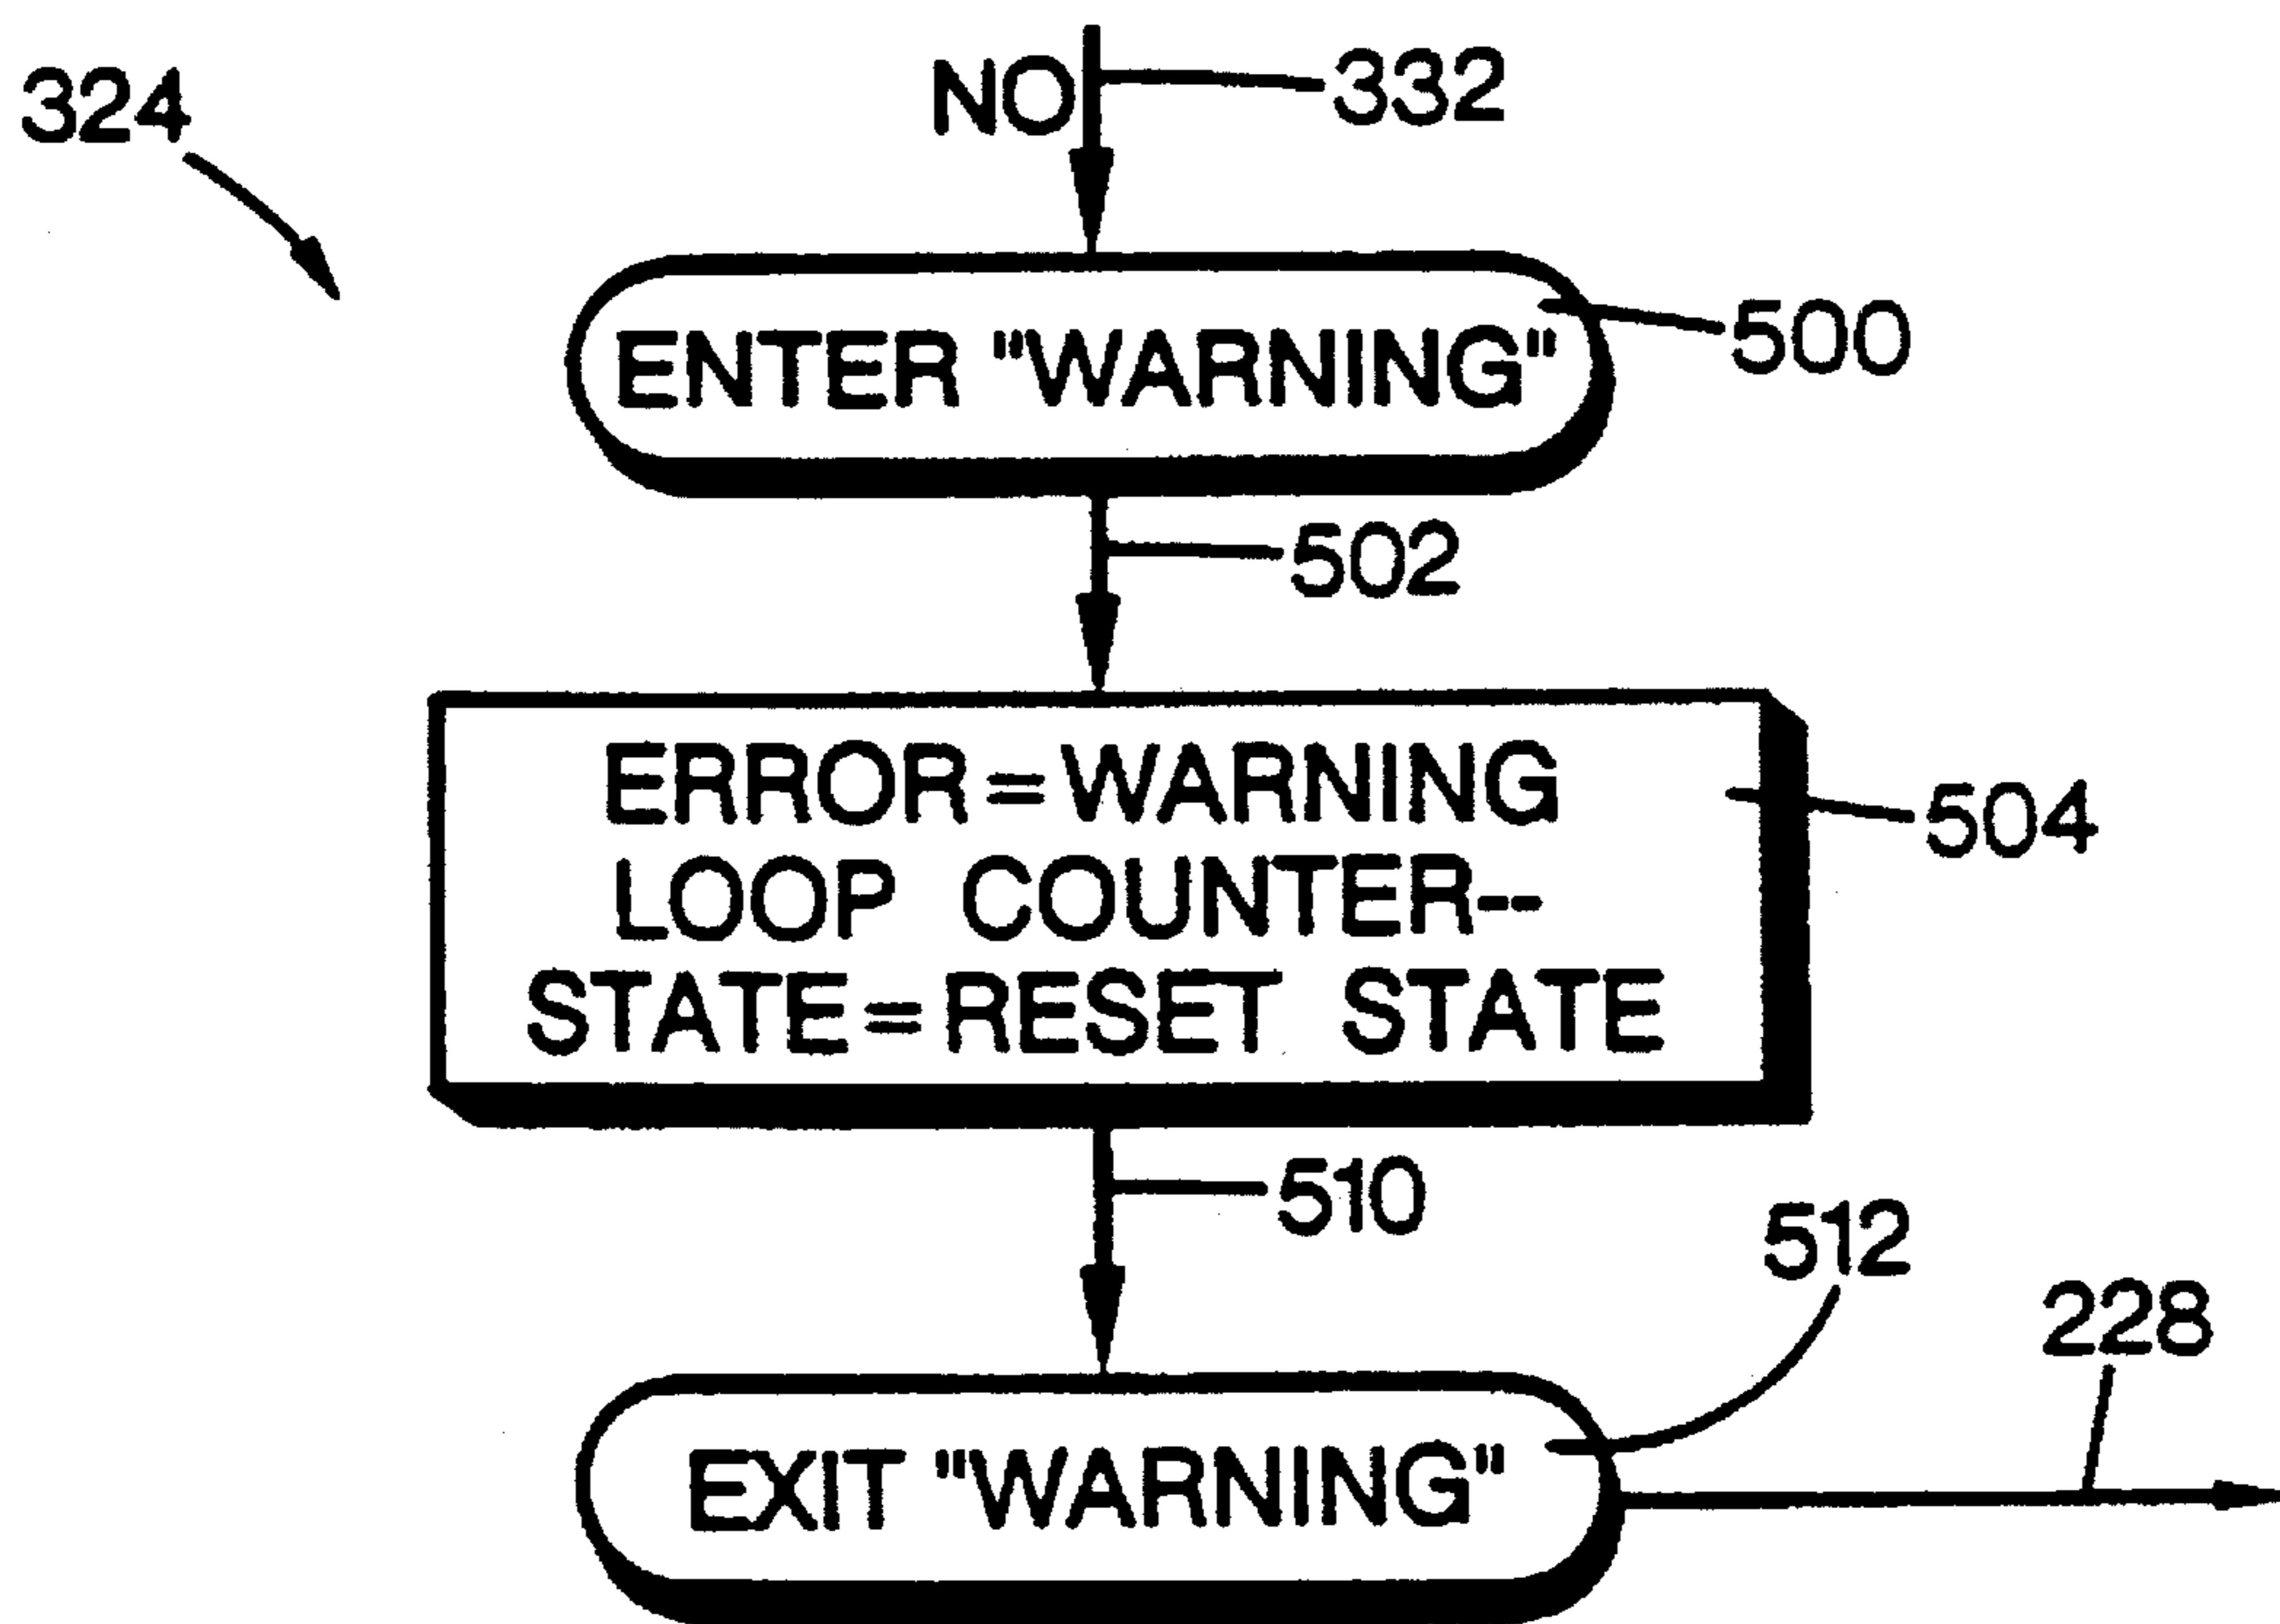 324
NO
332
ENTER "WARNING"
500
502
ERROR=WARNING
LOOP COUNTER--
STATE=RESET STATE
504
510
512
228
EXIT "WARNING"